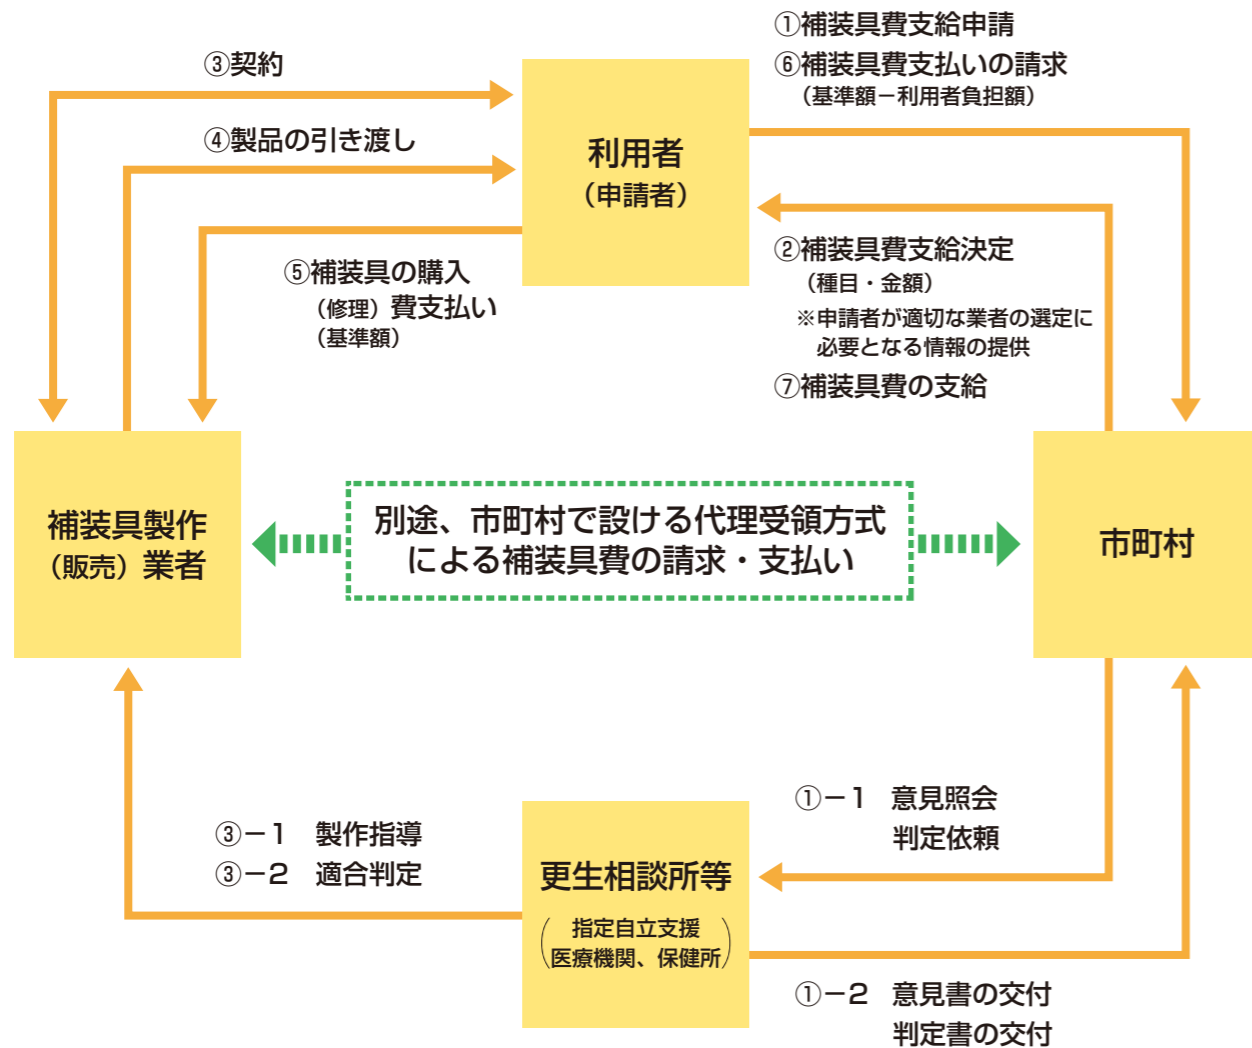 ①補装具費支給申請
⑥補装具費支払いの請求
（基準額－利用者負担額）
③契約
④製品の引き渡し
利用者
（申請者）
⑤補装具の購入
（修理）費支払い
（基準額）
②補装具費支給決定
（種目・金額）
※申請者が適切な業者の選定に
必要となる情報の提供
⑦補装具費の支給
補装具製作
（販売）業者
別途、市町村で設ける代理受領方式
による補装具費の請求・支払い
市町村
③－1　製作指導
③－2　適合判定
更生相談所等
（指定自立支援
医療機関、保健所）
①－1　意見照会
判定依頼
①－2　意見書の交付
判定書の交付